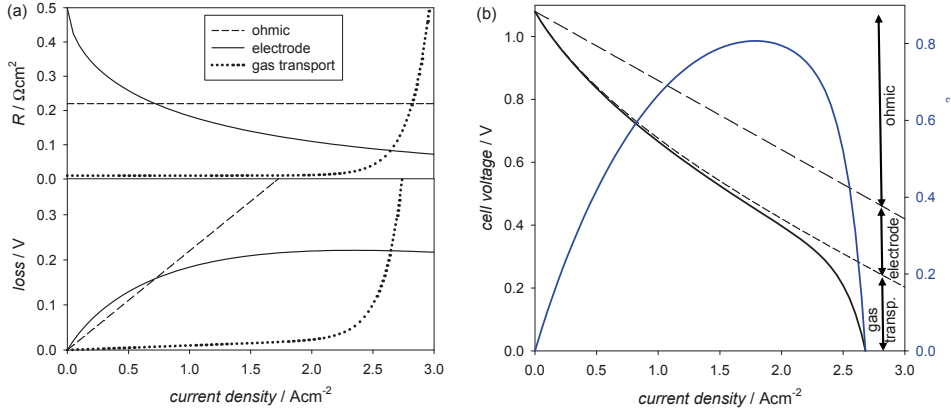 (a)
0.5
0.4
0.3
0.2
0.1
0.0
R / Ωcm²
ohmic
electrode
gas transport
0.3
0.2
0.1
0.0
loss / V
0.0 0.5 1.0 1.5 2.0 2.5 3.0
current density / Acm⁻²
(b)
1.0
0.8
0.6
0.4
0.2
0.0
cell voltage / V
ohmic
electrode
gas
transp.
0.8
0.6
0.4
0.2
0.0
2
0.0 0.5 1.0 1.5 2.0 2.5 3.0
current density / Acm⁻²